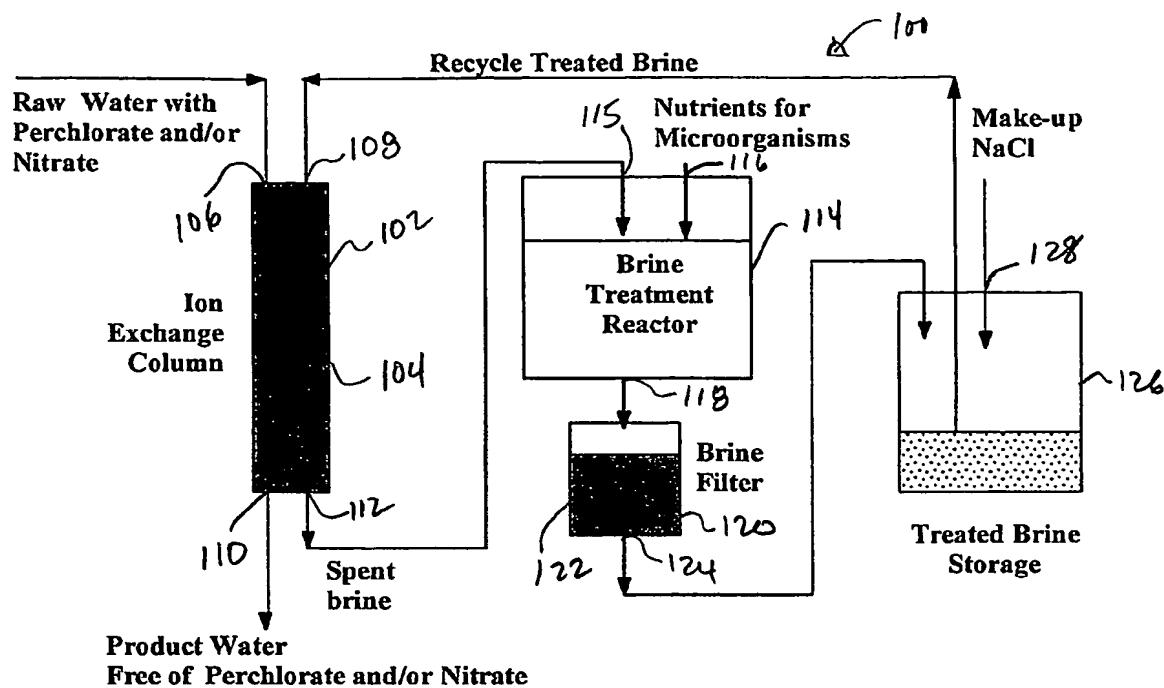 100
Recycle Treated Brine
Raw Water with
Perchlorate and/or
Nitrate
108
106
115
Nutrients for
Microorganisms
116
Make-up
NaCl
102
114
128
Ion
Exchange
Column
Brine
Treatment
Reactor
104
118
126
Brine
Filter
112
120
110
122
124
Spent
brine
Treated Brine
Storage
Product Water
Free of Perchlorate and/or Nitrate